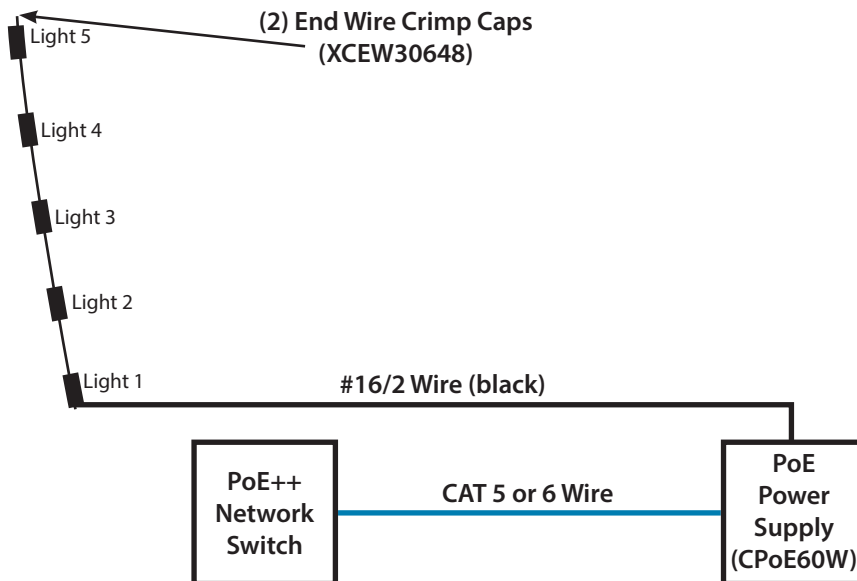 (2) End Wire Crimp Caps
(XCEW30648)
Light 5
Light 4
Light 3
Light 2
Light 1
#16/2 Wire (black)
PoE++
Network
Switch
CAT 5 or 6 Wire
PoE
Power
Supply
(CPoE60W)